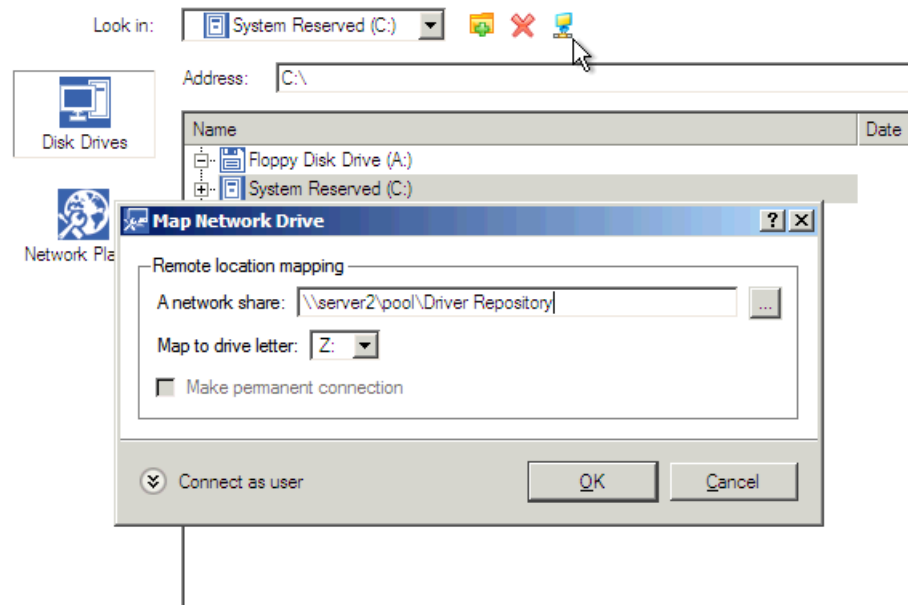 Look in: System Reserved (C:)
Address: C:\
Disk Drives
Name Date
Floppy Disk Drive (A:)
System Reserved (C:)
Network Pla
Map Network Drive
Remote location mapping
A network share: \\server2\pool\Driver Repository ...
Map to drive letter: Z:
Make permanent connection
Connect as user OK Cancel